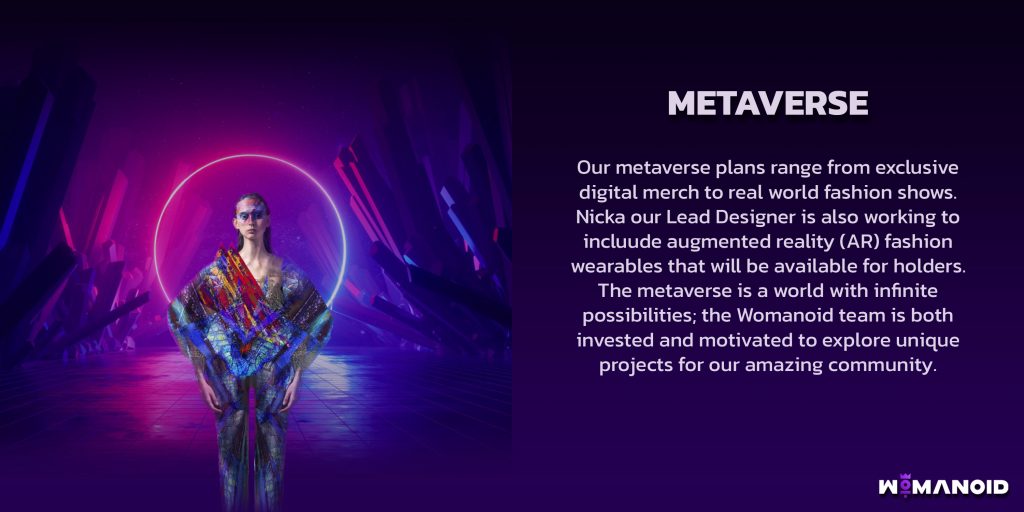 METAVERSE
Our metaverse plans range from exclusive
digital merch to real world fashion shows.
Nicka our Lead Designer is also working to
incluude augmented reality (AR) fashion
wearables that will be available for holders.
The metaverse is a world with infinite
possibilities; the Womanoid team is both
invested and motivated to explore unique
projects for our amazing community.
WOMANOID